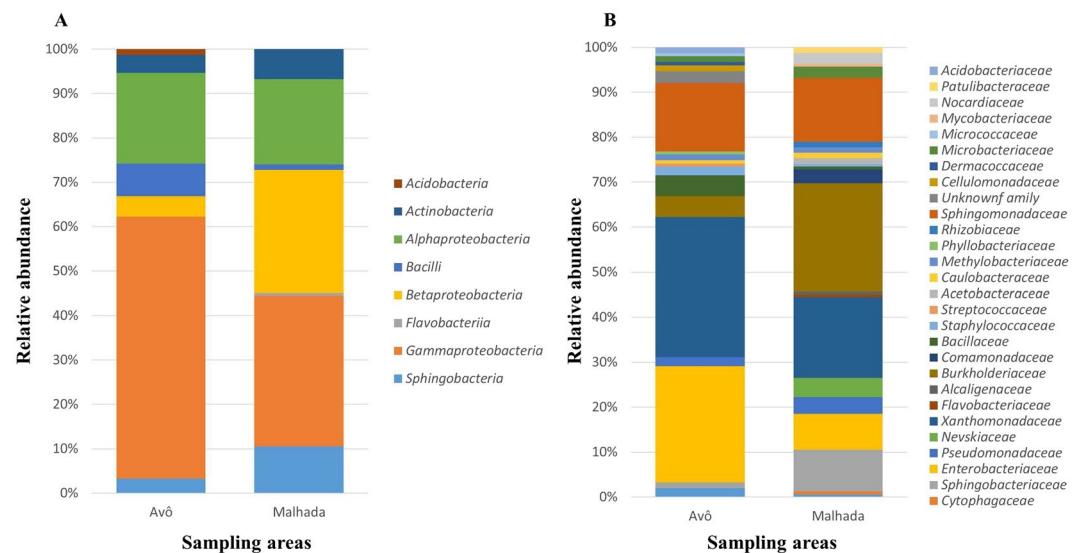 A
100%
90%
80%
70%
60%
50%
40%
30%
20%
10%
0%
Relative abundance
Avô
Malhada
Sampling areas
Acidobacteria
Actinobacteria
Alphaproteobacteria
Bacilli
Betaproteobacteria
Flavobacteriia
Gammaproteobacteria
Sphingobacteria
B
100%
90%
80%
70%
60%
50%
40%
30%
20%
10%
0%
Relative abundance
Avô
Malhada
Sampling areas
Acidobacteriaceae
Patulibacteraceae
Nocardiaceae
Mycobacteriaceae
Micrococcaceae
Microbacteriaceae
Dermacoccaceae
Cellulomonadaceae
Unknownf amily
Sphingomonadaceae
Rhizobiaceae
Phyllobacteriaceae
Methylobacteriaceae
Caulobacteraceae
Acetobacteraceae
Streptococcaceae
Staphylococcaceae
Bacillaceae
Comamonadaceae
Burkholderiaceae
Alcaligenaceae
Flavobacteriaceae
Xanthomonadaceae
Nevskiaceae
Pseudomonadaceae
Enterobacteriaceae
Sphingobacteriaceae
Cytophagaceae